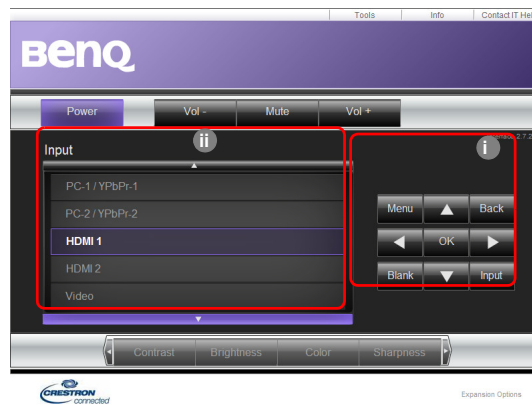 Tools Info Contact IT Hel
BenQ
Power Vol - Mute Vol +
ii
i
Input
PC-1 / YPbPr-1
PC-2 / YPbPr-2
HDMI 1
HDMI 2
Video
Menu Back
OK
Blank Input
Contrast Brightness Color Sharpness
CRESTRON
connected
Expansion Options